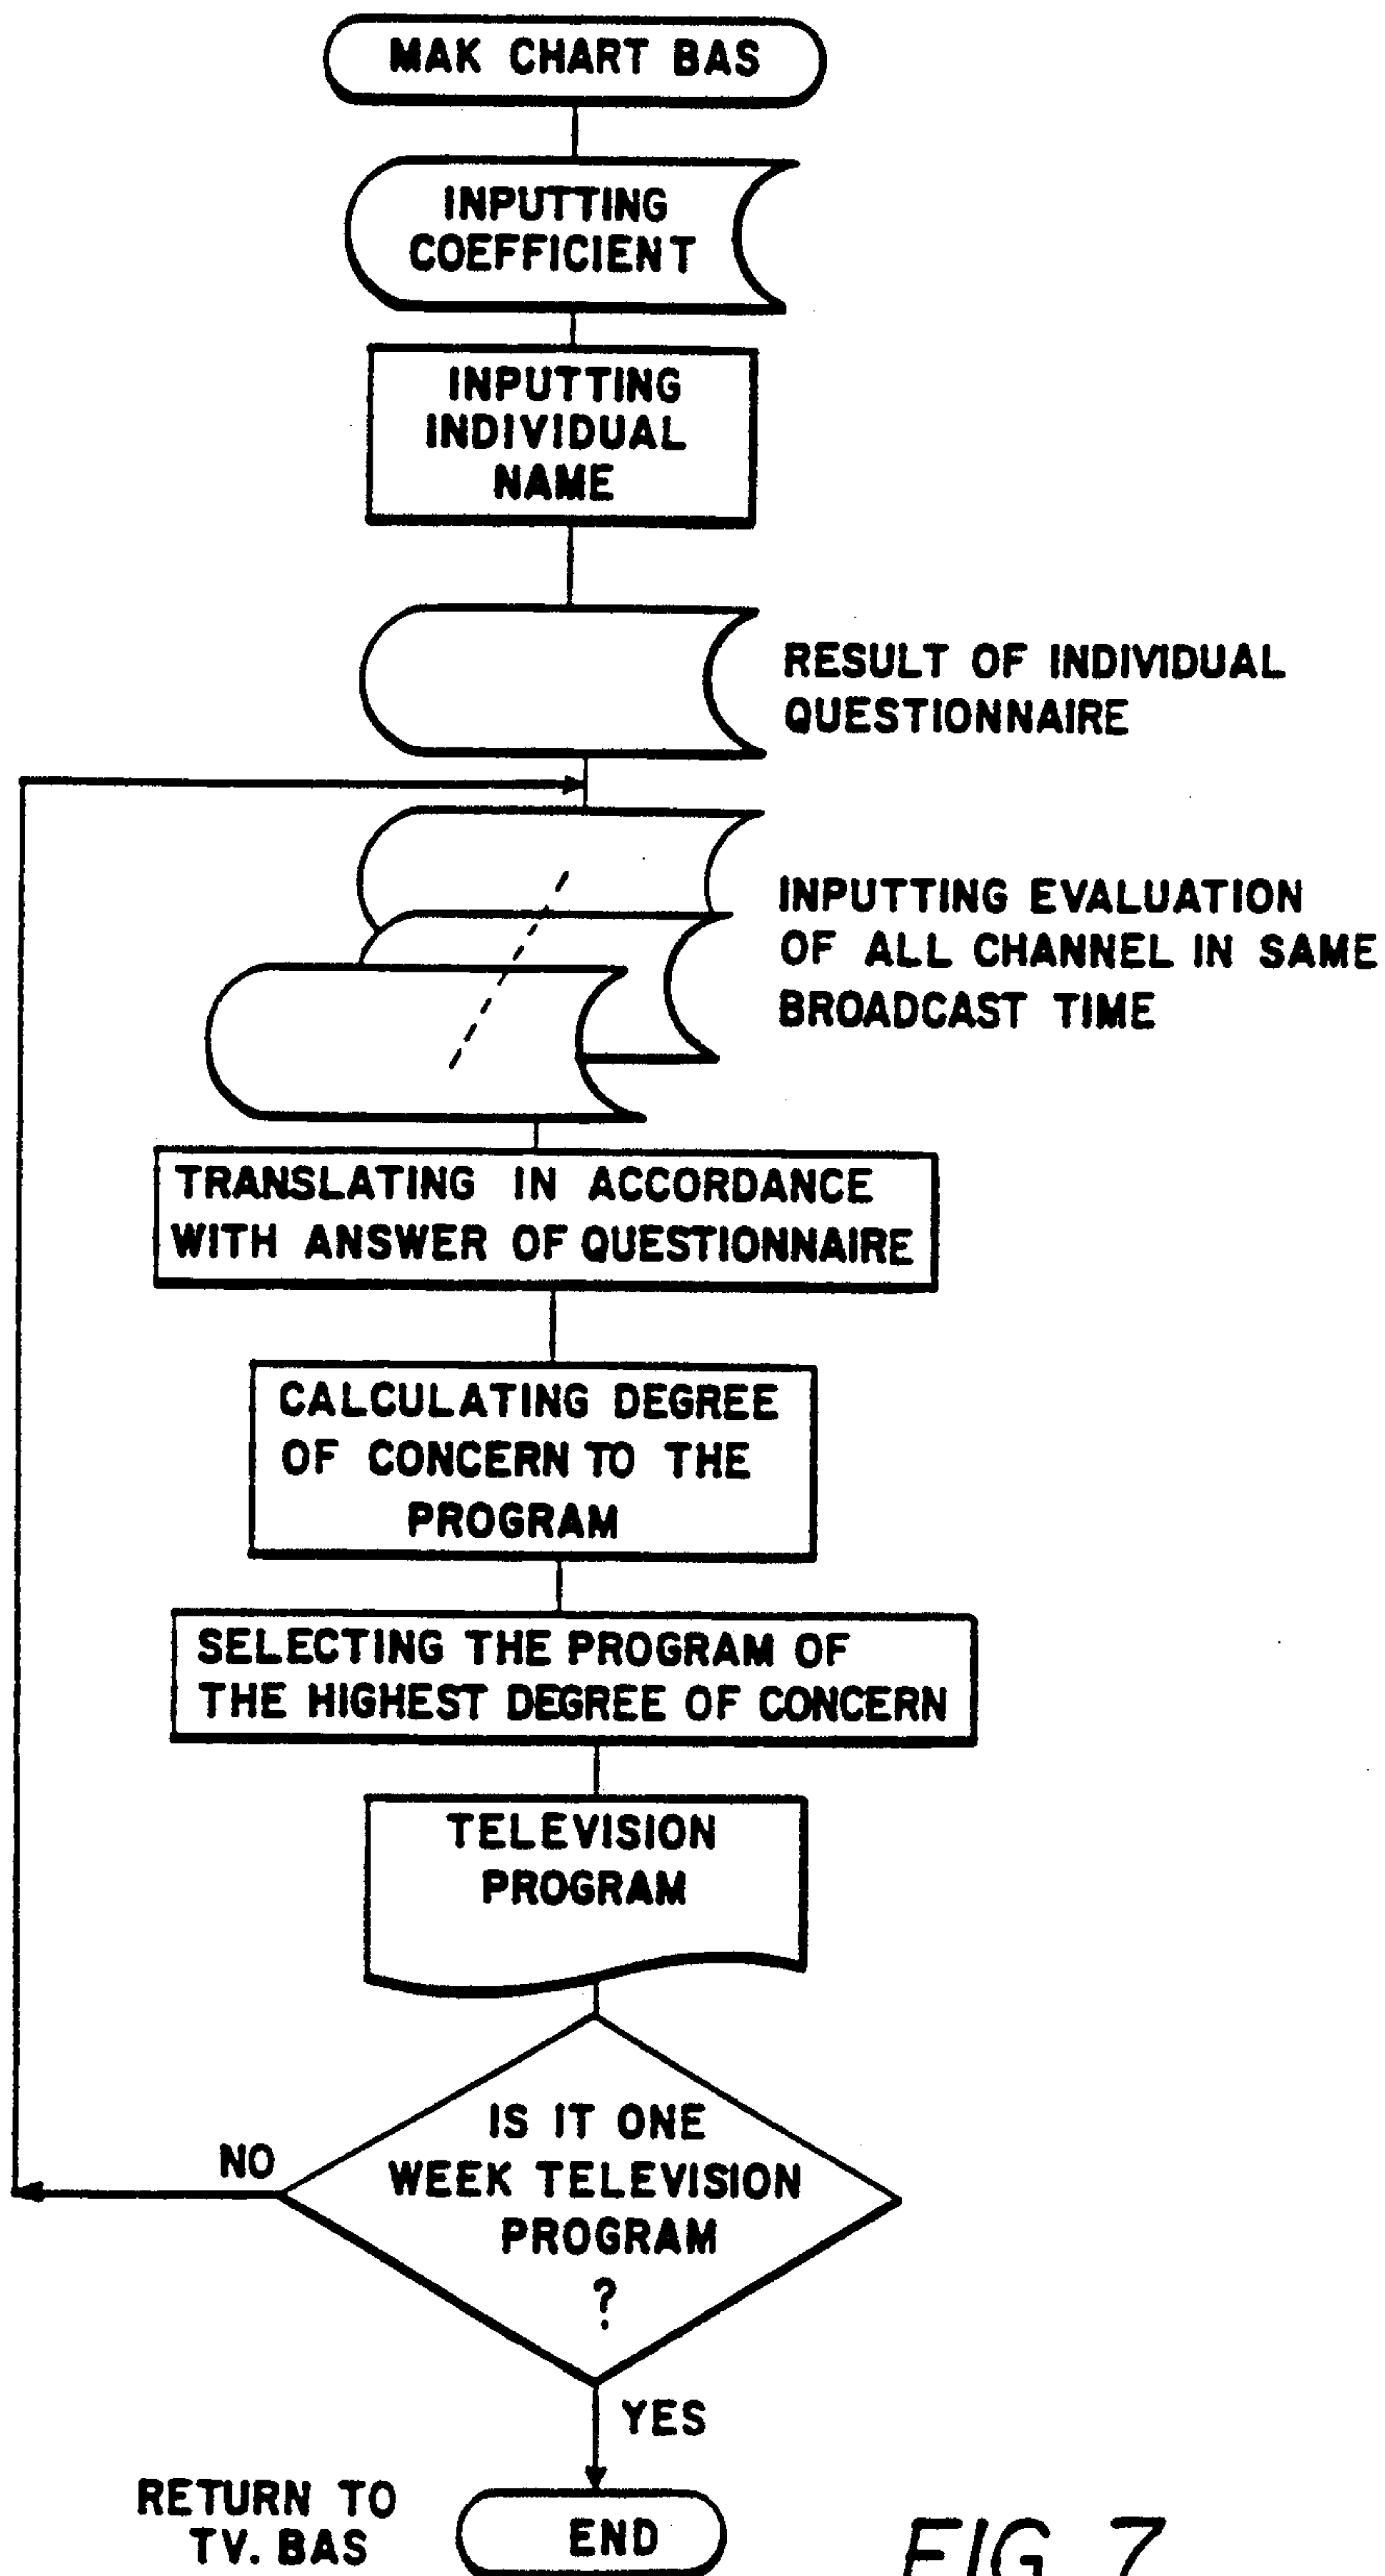 MAK CHART BAS
INPUTTING
COEFFICIENT
INPUTTING
INDIVIDUAL
NAME
RESULT OF INDIVIDUAL
QUESTIONNAIRE
INPUTTING EVALUATION
OF ALL CHANNEL IN SAME
BROADCAST TIME
TRANSLATING IN ACCORDANCE
WITH ANSWER OF QUESTIONNAIRE
CALCULATING DEGREE
OF CONCERN TO THE
PROGRAM
SELECTING THE PROGRAM OF
THE HIGHEST DEGREE OF CONCERN
TELEVISION
PROGRAM
IS IT ONE
WEEK TELEVISION
PROGRAM
?
NO
YES
RETURN TO
TV. BAS
END
FIG. 7